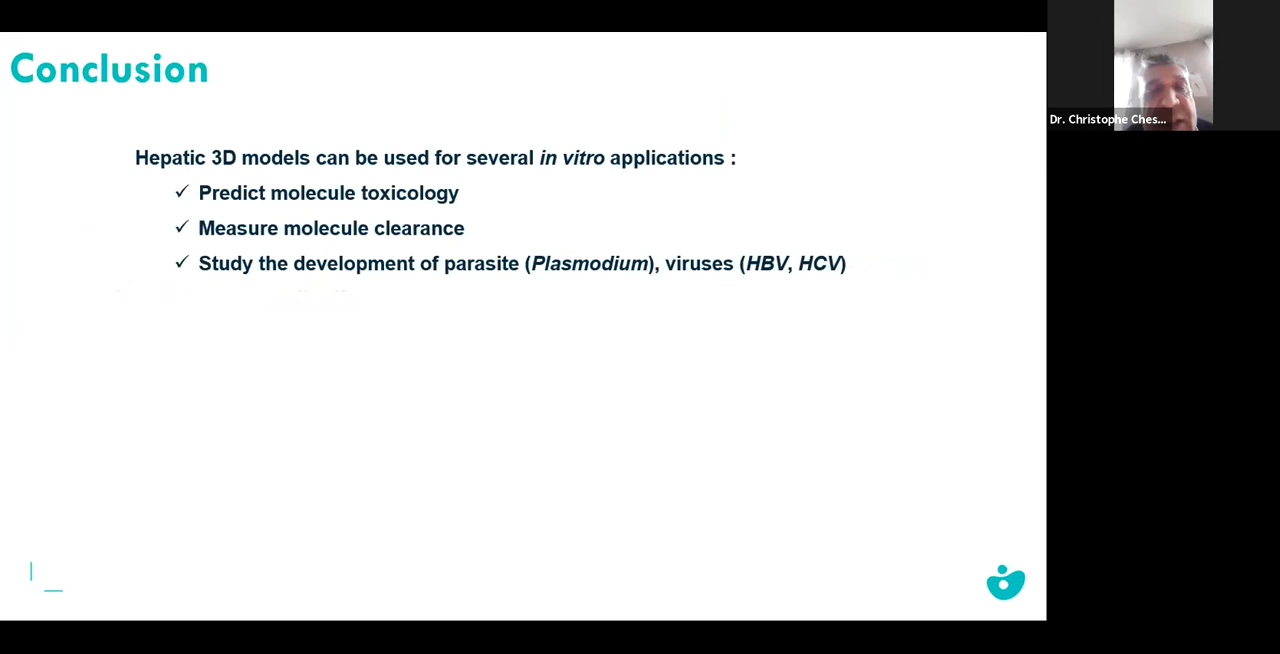 Conclusion
Hepatic 3D models can be used for several in vitro applications :
✓ Predict molecule toxicology
✓ Measure molecule clearance
✓ Study the development of parasite (Plasmodium), viruses (HBV, HCV)
Dr. Christophe Ches...